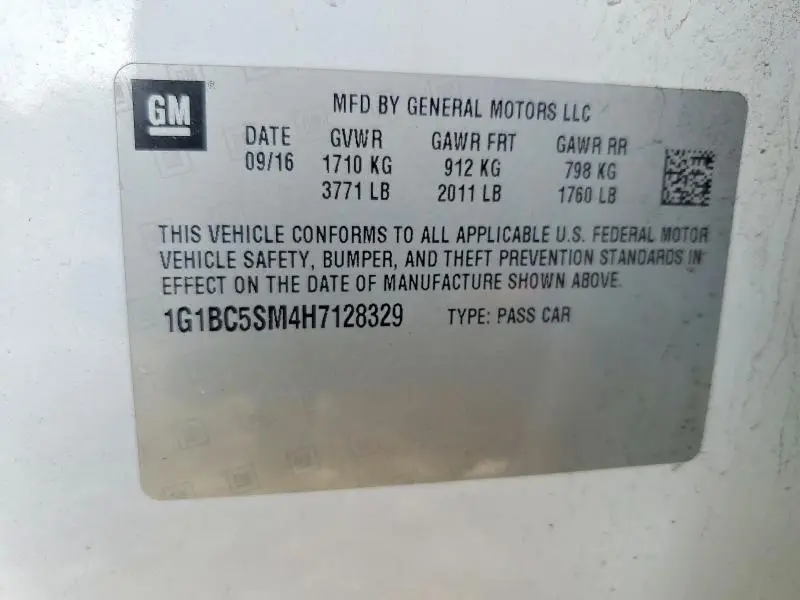 GM®
MFD BY GENERAL MOTORS LLC
DATE GVWR GAWR FRT GAWR RR
09/16 1710 KG 912 KG 798 KG
3771 LB 2011 LB 1760 LB
THIS VEHICLE CONFORMS TO ALL APPLICABLE U.S. FEDERAL MOTOR
VEHICLE SAFETY, BUMPER, AND THEFT PREVENTION STANDARDS IN
EFFECT ON THE DATE OF MANUFACTURE SHOWN ABOVE.
1G1BC5SM4H7128329 TYPE: PASS CAR